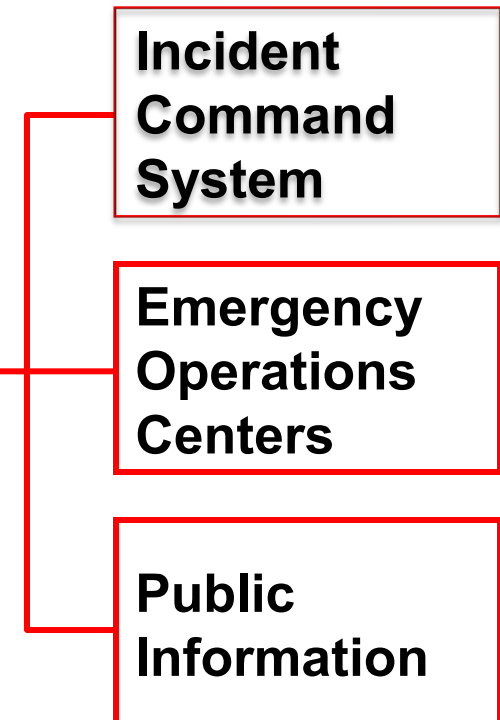 Incident
Command
System
Emergency
Operations
Centers
Public
Information